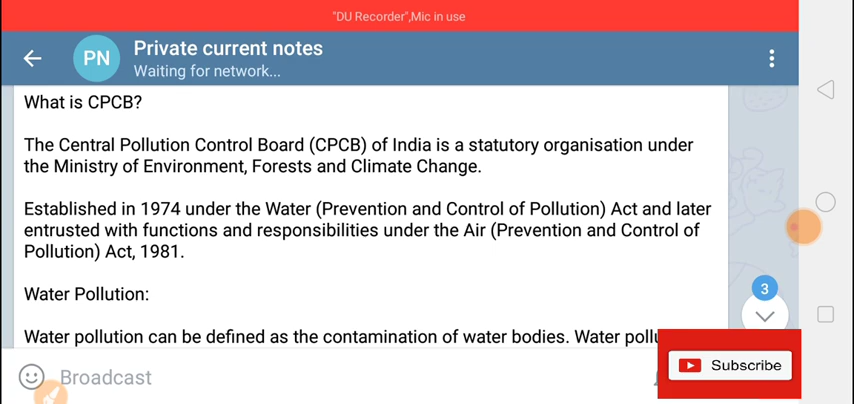 "DU Recorder",Mic in use
PN
Private current notes
Waiting for network...
What is CPCB?
The Central Pollution Control Board (CPCB) of India is a statutory organisation under
the Ministry of Environment, Forests and Climate Change.
Established in 1974 under the Water (Prevention and Control of Pollution) Act and later
entrusted with functions and responsibilities under the Air (Prevention and Control of
Pollution) Act, 1981.
Water Pollution:
3
Water pollution can be defined as the contamination of water bodies. Water
Subscribe
Broadcast